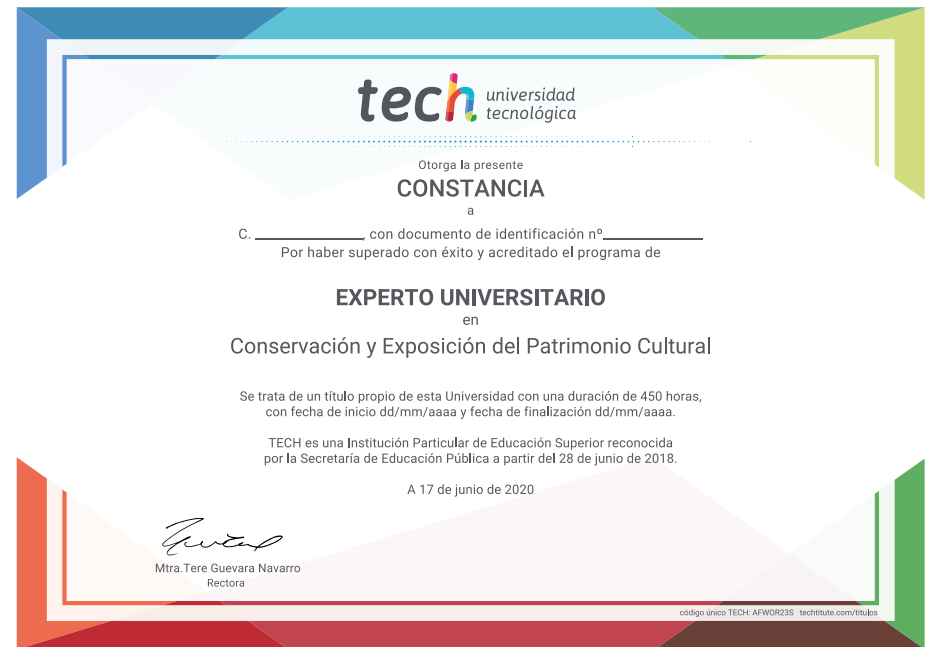 tech universidad
tecnológica
Otorga la presente
CONSTANCIA
a
C. ____________, con documento de identificación nº____________
Por haber superado con éxito y acreditado el programa de
EXPERTO UNIVERSITARIO
en
Conservación y Exposición del Patrimonio Cultural
Se trata de un título propio de esta Universidad con una duración de 450 horas,
con fecha de inicio dd/mm/aaaa y fecha de finalización dd/mm/aaaa.
TECH es una Institución Particular de Educación Superior reconocida
por la Secretaría de Educación Pública a partir del 28 de junio de 2018.
A 17 de junio de 2020
Mtra.Tere Guevara Navarro
Rectora
código único TECH: AFWOR23S techtitute.com/titulos